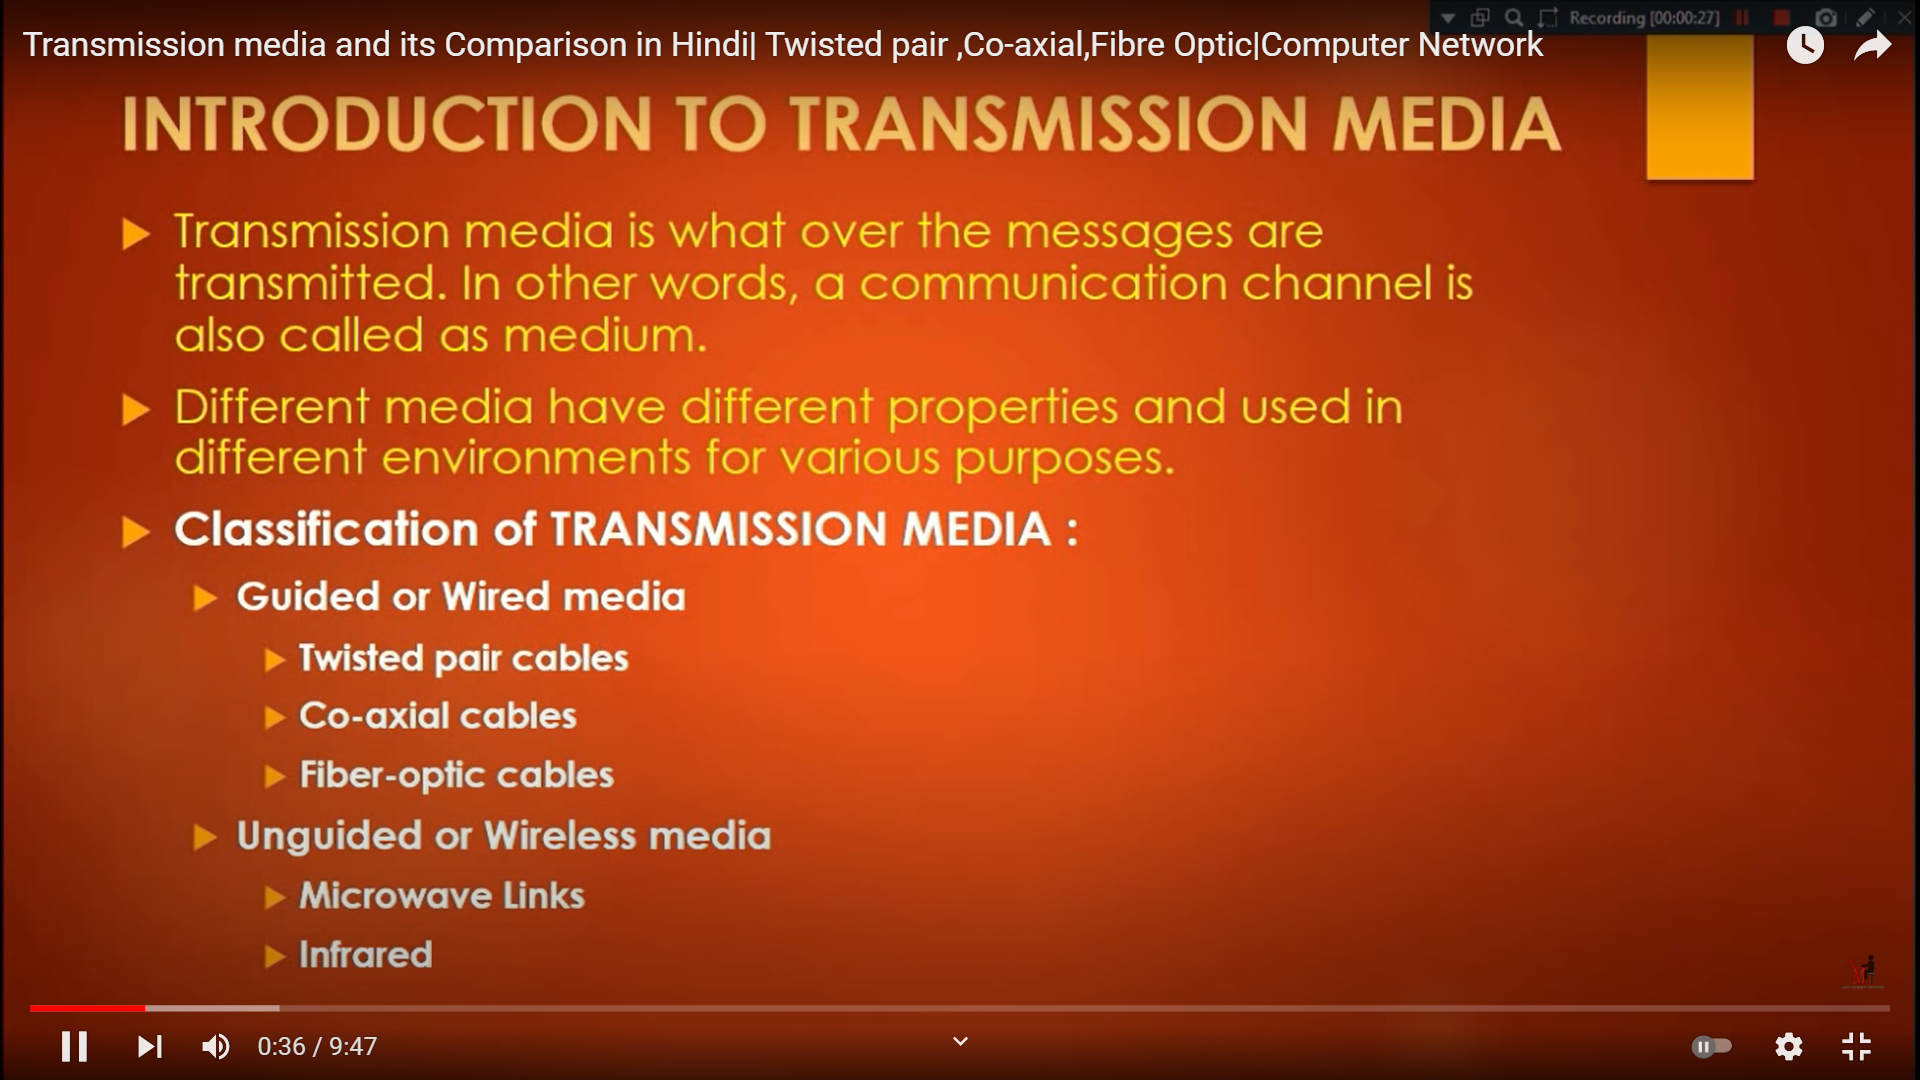 Recording [00:00:27]
Transmission media and its Comparison in Hindi| Twisted pair ,Co-axial,Fibre Optic|Computer Network
INTRODUCTION TO TRANSMISSION MEDIA
Transmission media is what over the messages are
transmitted. In other words, a communication channel is
also called as medium.
Different media have different properties and used in
different environments for various purposes.
Classification of TRANSMISSION MEDIA :
Guided or Wired media
Twisted pair cables
Co-axial cables
Fiber-optic cables
Unguided or Wireless media
Microwave Links
Infrared
0:36 / 9:47